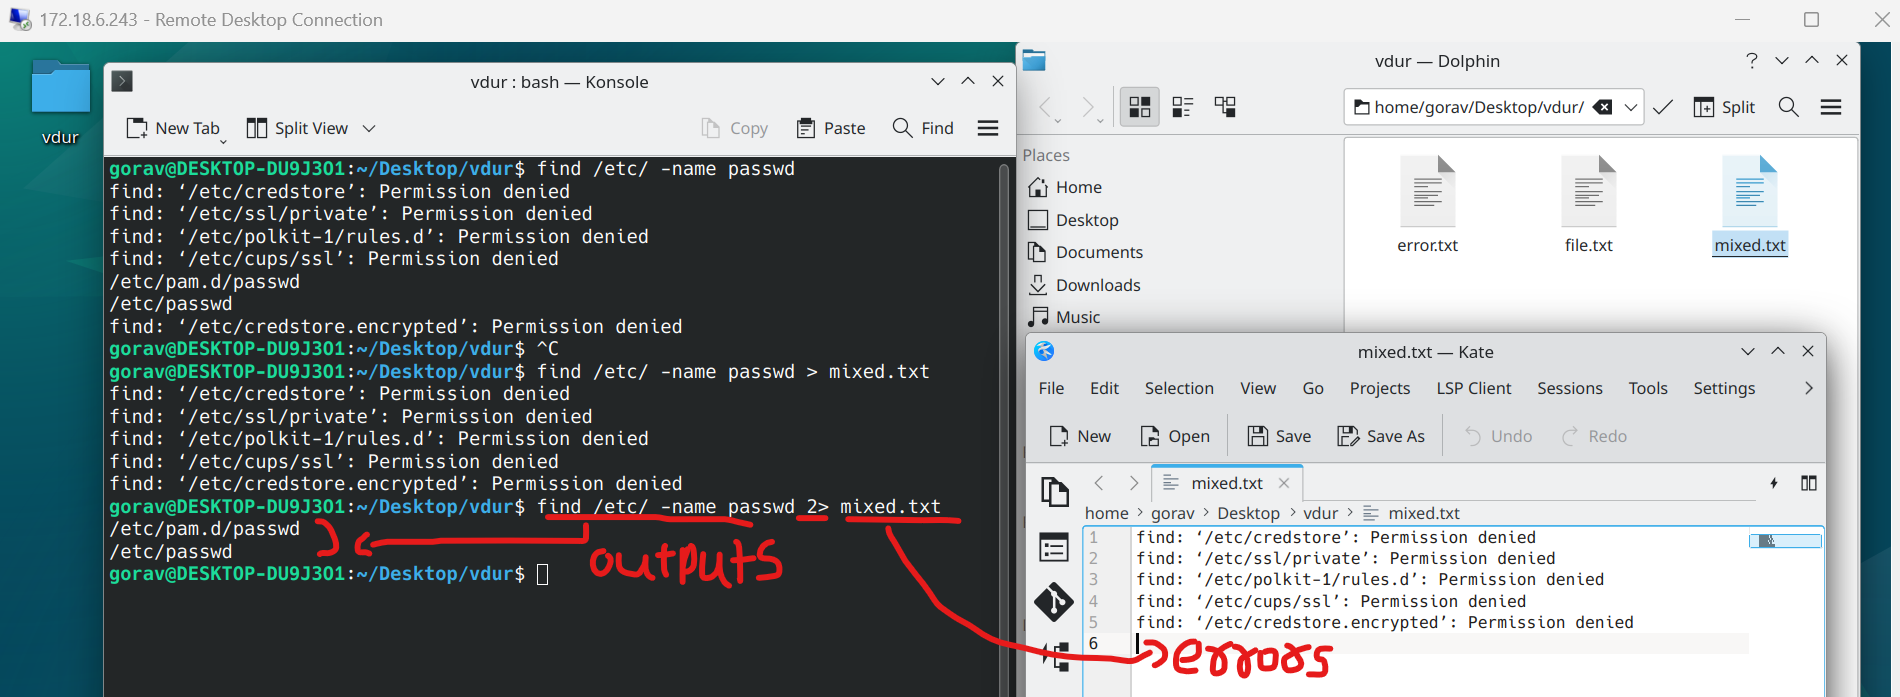 172.18.6.243 - Remote Desktop Connection
vdur
vdur : bash — Konsole
New Tab
Split View
Copy
Paste
Find
gorav@DESKTOP-DU9J3O1:~/Desktop/vdur$ find /etc/ -name passwd
find: ‘/etc/credstore’: Permission denied
find: ‘/etc/ssl/private’: Permission denied
find: ‘/etc/polkit-1/rules.d’: Permission denied
find: ‘/etc/cups/ssl’: Permission denied
/etc/pam.d/passwd
/etc/passwd
find: ‘/etc/credstore.encrypted’: Permission denied
gorav@DESKTOP-DU9J3O1:~/Desktop/vdur$ ^C
gorav@DESKTOP-DU9J3O1:~/Desktop/vdur$ find /etc/ -name passwd > mixed.txt
find: ‘/etc/credstore’: Permission denied
find: ‘/etc/ssl/private’: Permission denied
find: ‘/etc/polkit-1/rules.d’: Permission denied
find: ‘/etc/cups/ssl’: Permission denied
find: ‘/etc/credstore.encrypted’: Permission denied
gorav@DESKTOP-DU9J3O1:~/Desktop/vdur$ find /etc/ -name passwd 2> mixed.txt
/etc/pam.d/passwd
/etc/passwd
gorav@DESKTOP-DU9J3O1:~/Desktop/vdur$
outputs
vdur — Dolphin
home/gorav/Desktop/vdur/
Split
Places
Home
Desktop
Documents
Downloads
Music
error.txt
file.txt
mixed.txt
mixed.txt — Kate
File Edit Selection View Go Projects LSP Client Sessions Tools Settings
New Open Save Save As Undo Redo
mixed.txt
home > gorav > Desktop > vdur > mixed.txt
1 find: ‘/etc/credstore’: Permission denied
2 find: ‘/etc/ssl/private’: Permission denied
3 find: ‘/etc/polkit-1/rules.d’: Permission denied
4 find: ‘/etc/cups/ssl’: Permission denied
5 find: ‘/etc/credstore.encrypted’: Permission denied
6
errors